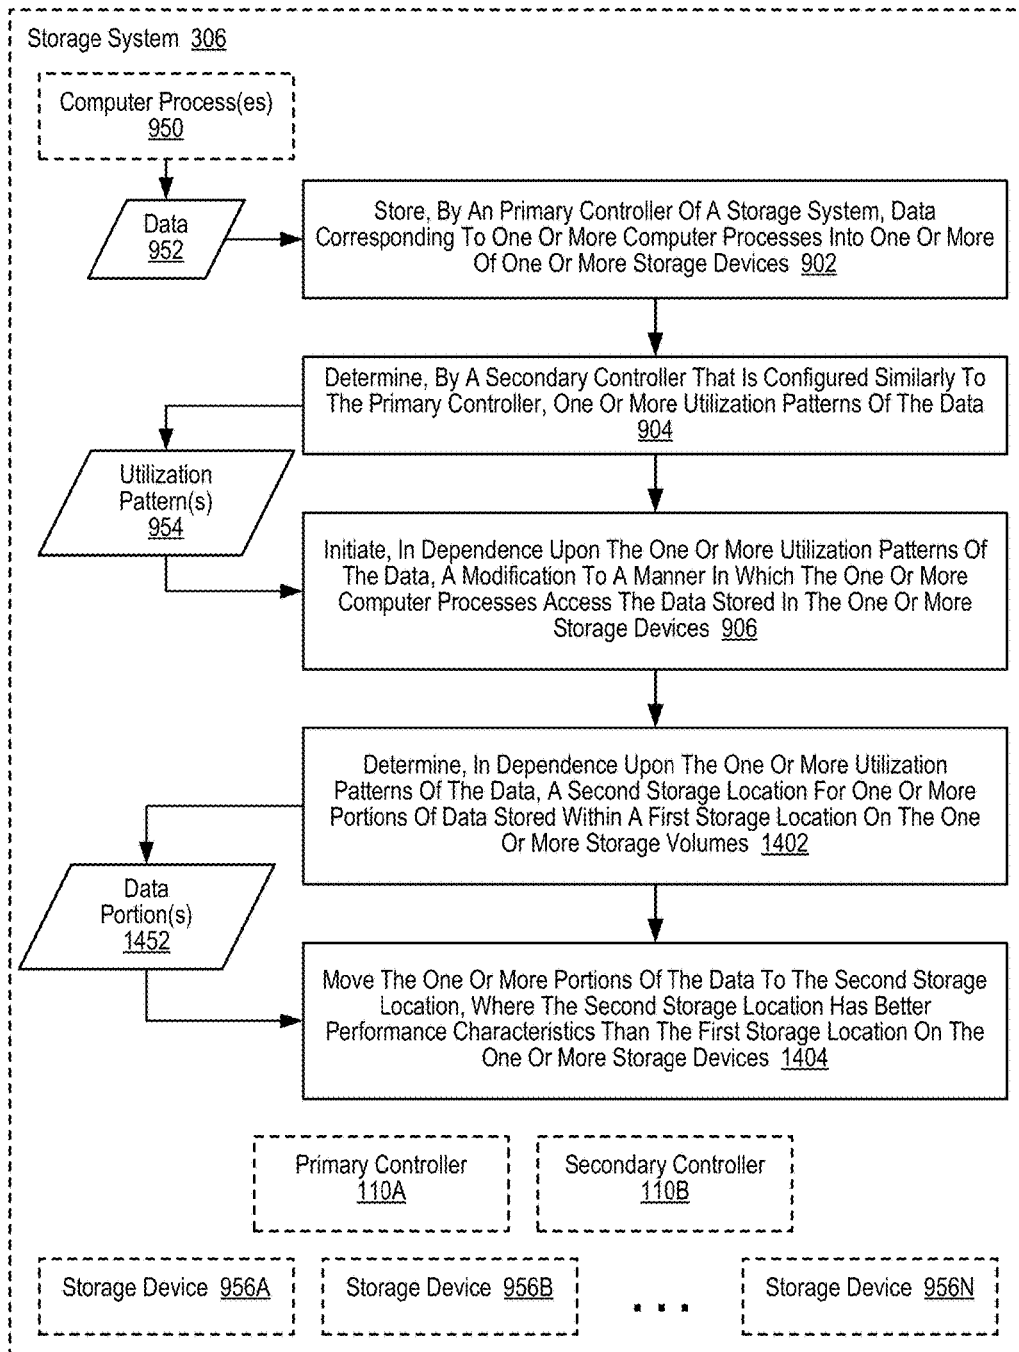 Storage System 306
Computer Process(es)
950
Data
952
Store, By An Primary Controller Of A Storage System, Data
Corresponding To One Or More Computer Processes Into One Or More
Of One Or More Storage Devices 902
Determine, By A Secondary Controller That Is Configured Similarly To
The Primary Controller, One Or More Utilization Patterns Of The Data
904
Utilization
Pattern(s)
954
Initiate, In Dependence Upon The One Or More Utilization Patterns Of
The Data, A Modification To A Manner In Which The One Or More
Computer Processes Access The Data Stored In The One Or More
Storage Devices 906
Determine, In Dependence Upon The One Or More Utilization
Patterns Of The Data, A Second Storage Location For One Or More
Portions Of Data Stored Within A First Storage Location On The One
Or More Storage Volumes 1402
Data
Portion(s)
1452
Move The One Or More Portions Of The Data To The Second Storage
Location, Where The Second Storage Location Has Better
Performance Characteristics Than The First Storage Location On The
One Or More Storage Devices 1404
Primary Controller
110A
Secondary Controller
110B
Storage Device 956A
Storage Device 956B
. . .
Storage Device 956N